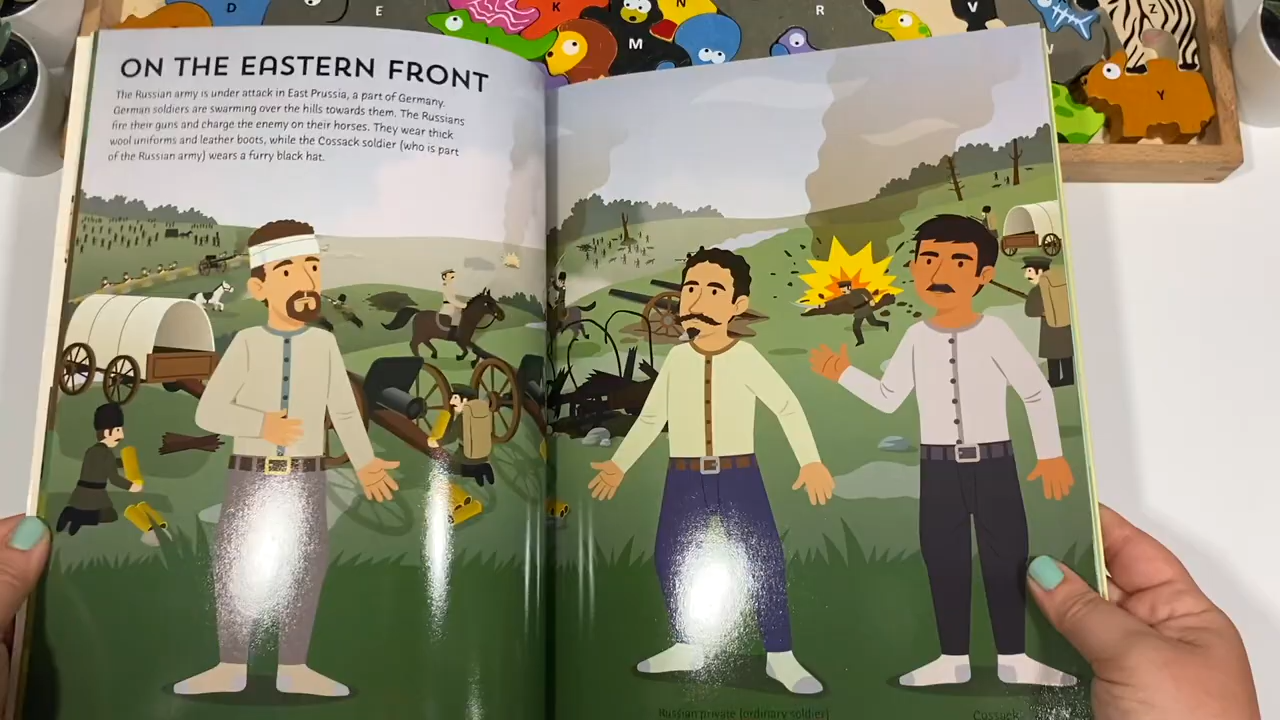 D
E
K
N
R
V
Z
M
Y
ON THE EASTERN FRONT
The Russian army is under attack in East Prussia, a part of Germany.
German soldiers are swarming over the hills towards them. The Russians
fire their guns and charge the enemy on their horses. They wear thick
wool uniforms and leather boots, while the Cossack soldier (who is part
of the Russian army) wears a furry black hat.
Russian private (ordinary soldier)
Cossack